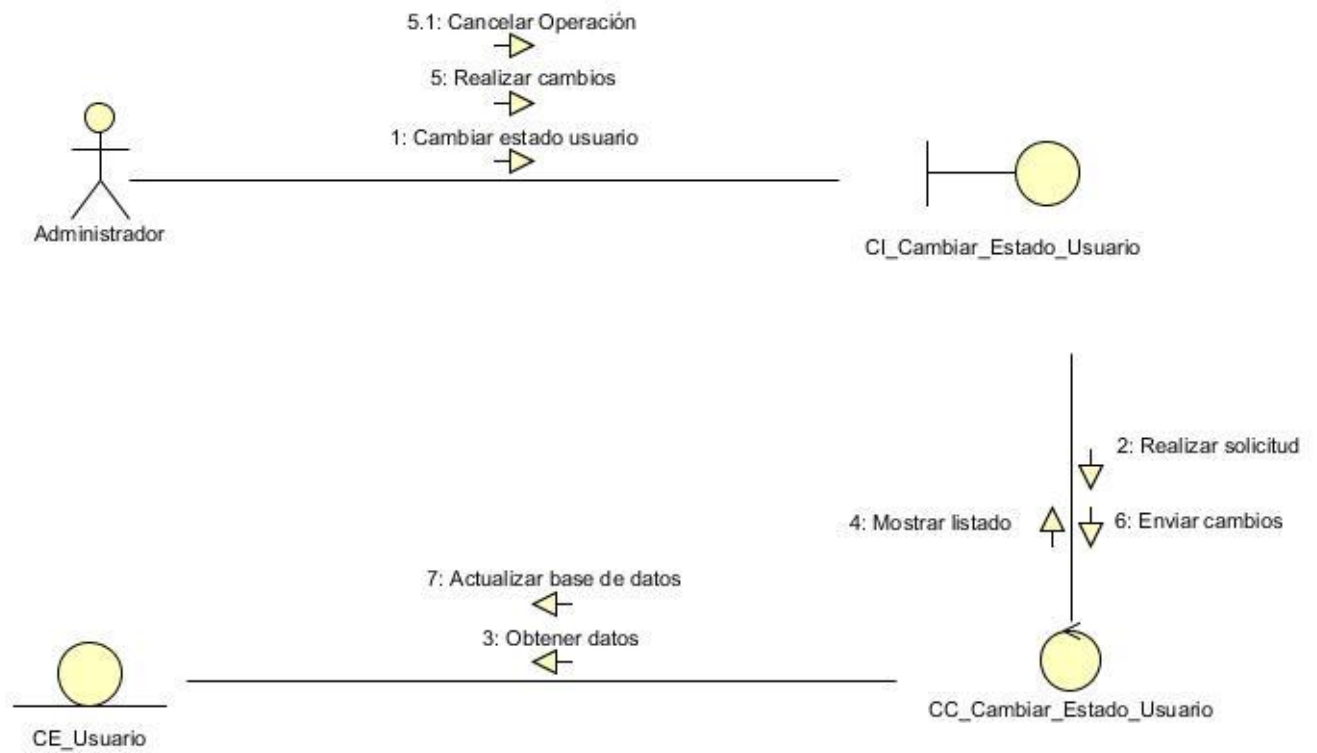 5.1: Cancelar Operación
5: Realizar cambios
1: Cambiar estado usuario
Administrador
CI_Cambiar_Estado_Usuario
2: Realizar solicitud
4: Mostrar listado
6: Enviar cambios
7: Actualizar base de datos
3: Obtener datos
CE_Usuario
CC_Cambiar_Estado_Usuario